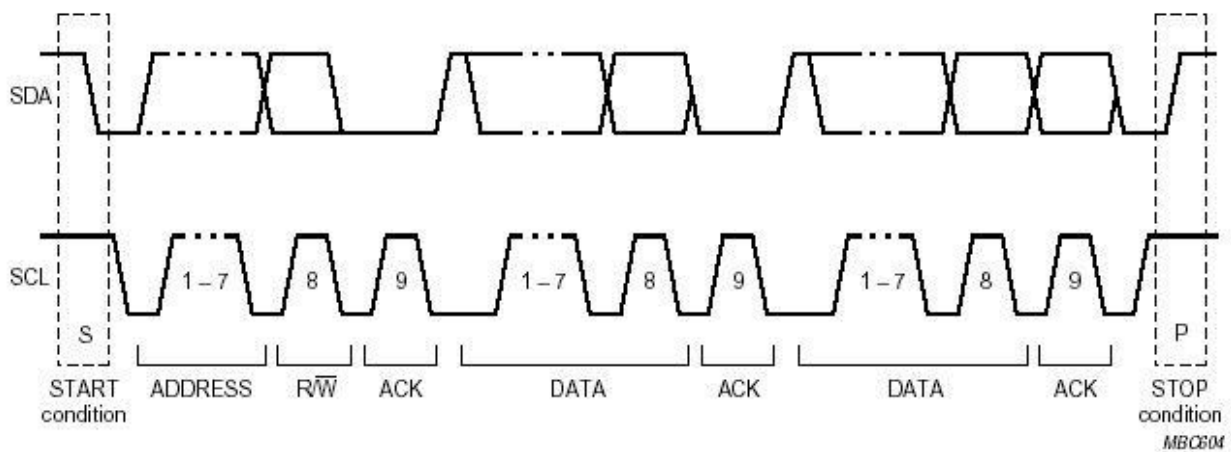 SDA
SCL
1 – 7 8 9 1 – 7 8 9 1 – 7 8 9
S P
START ADDRESS R/W̅ ACK DATA ACK DATA ACK STOP
condition condition
MBC604